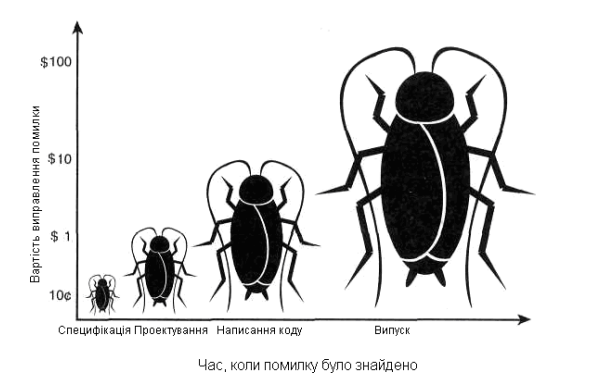 Вартість виправлення помилки
$100
$10
$ 1
10¢
Специфікація Проектування Написання коду Випуск
Час, коли помилку було знайдено